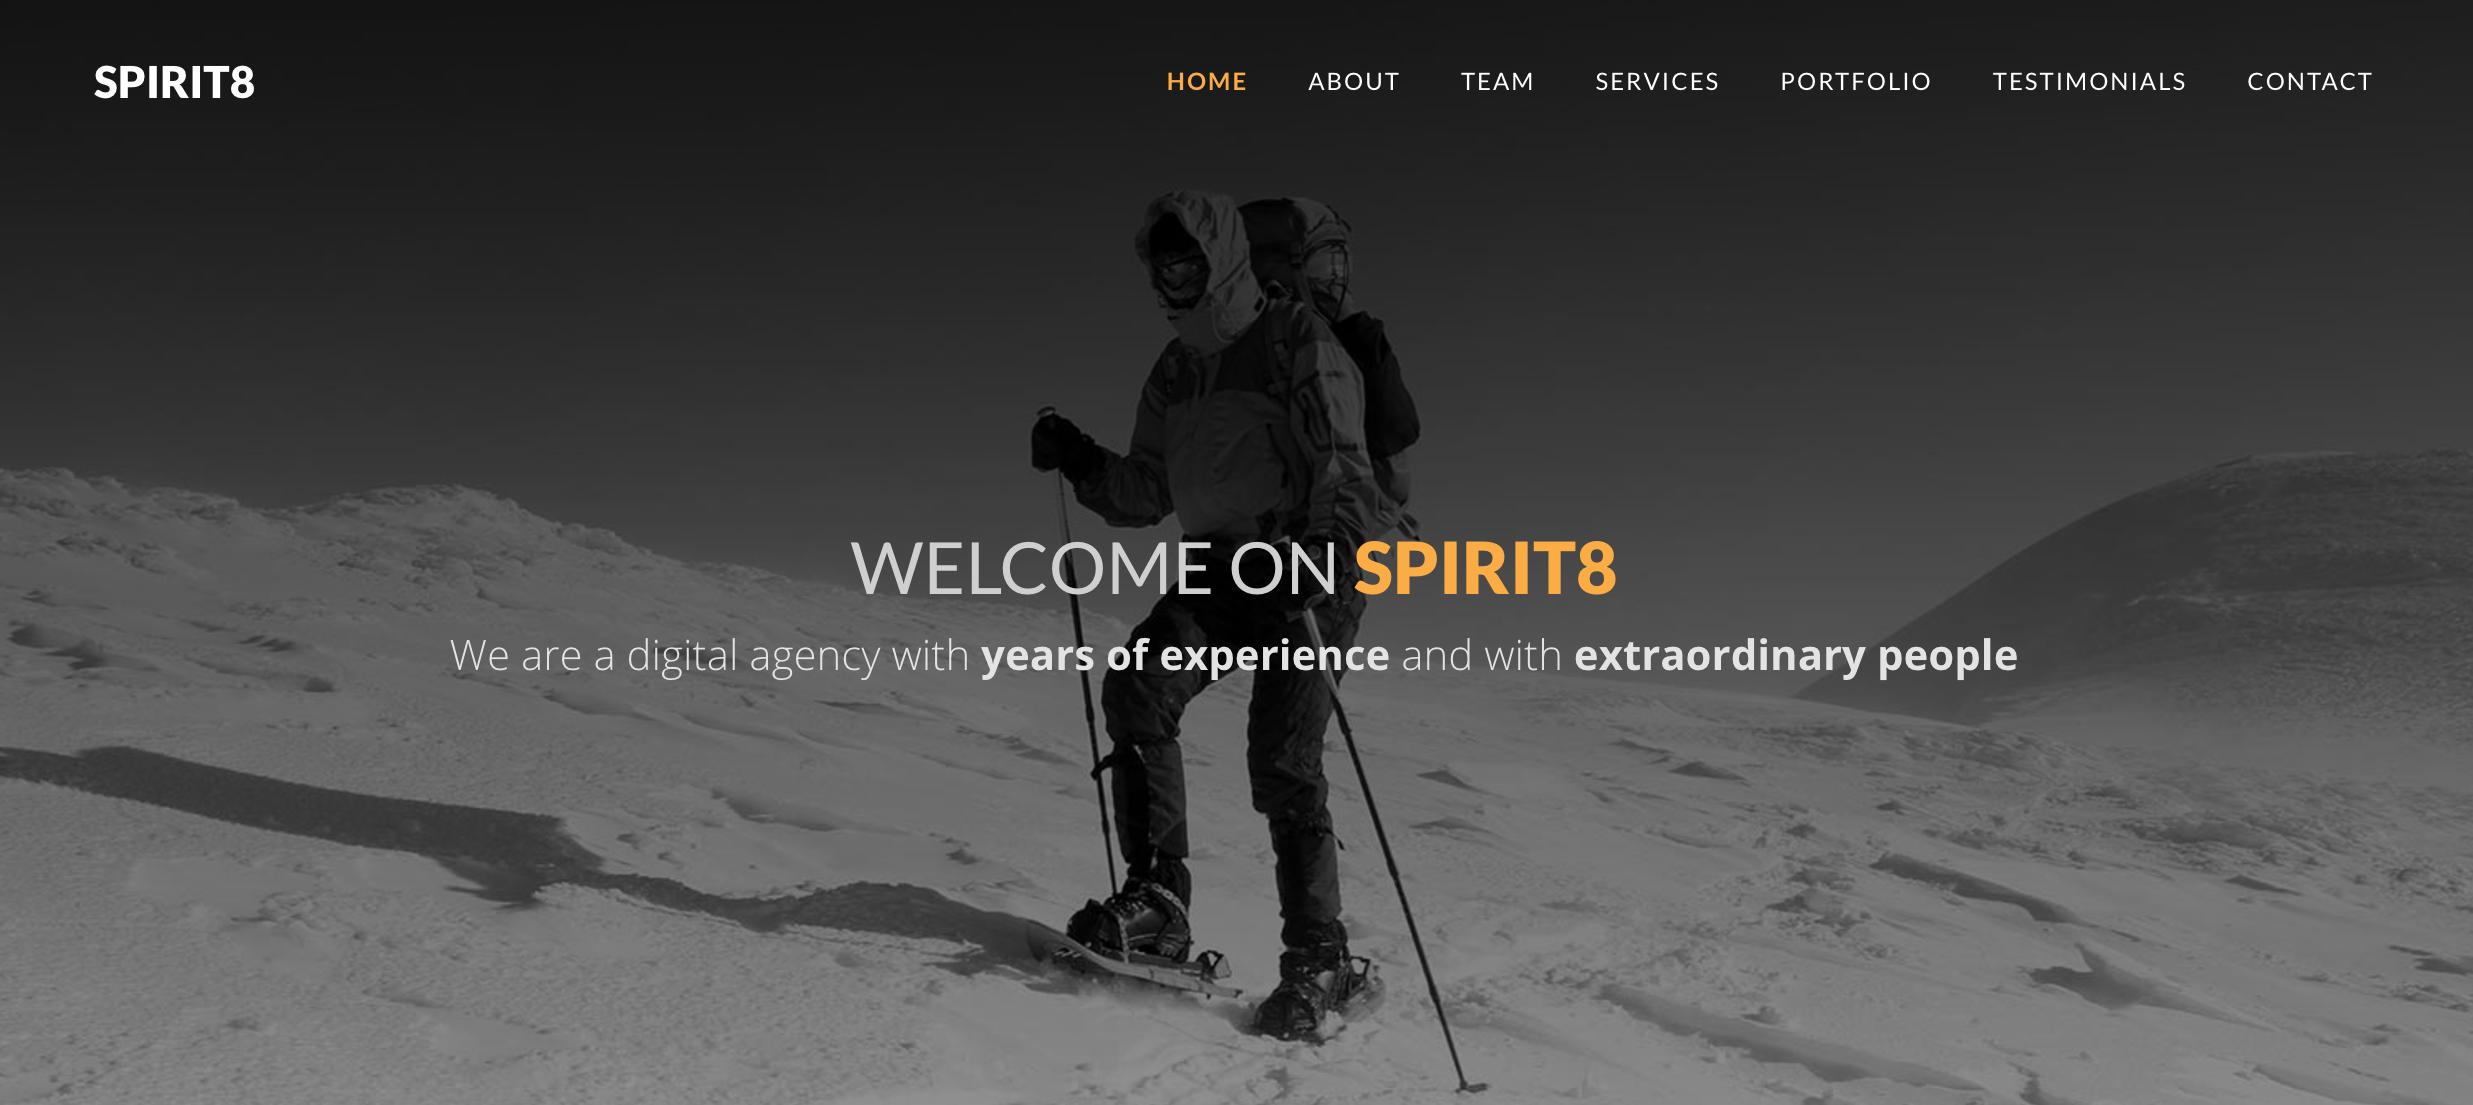 SPIRIT8
HOME ABOUT TEAM SERVICES PORTFOLIO TESTIMONIALS CONTACT
WELCOME ON SPIRIT8
We are a digital agency with years of experience and with extraordinary people